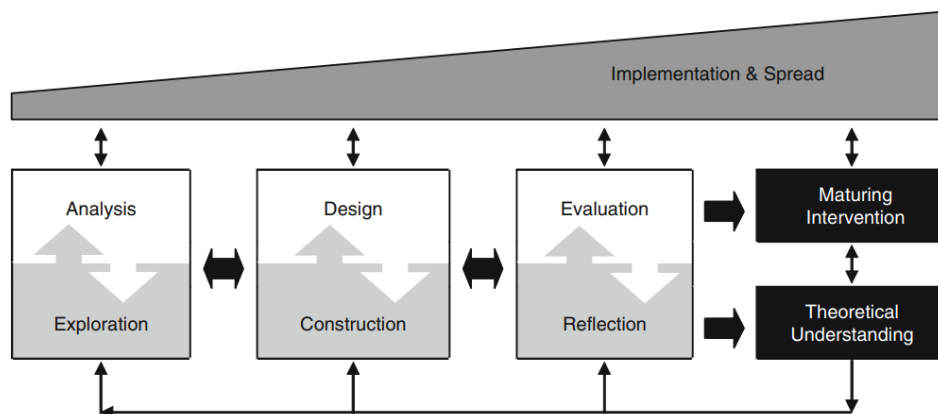 Implementation & Spread
Analysis
Exploration
Design
Construction
Evaluation
Reflection
Maturing
Intervention
Theoretical
Understanding